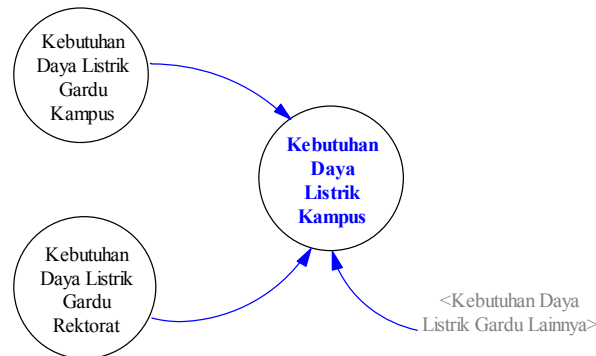 Kebutuhan
Daya Listrik
Gardu
Kampus
Kebutuhan
Daya
Listrik
Kampus
Kebutuhan
Daya Listrik
Gardu
Rektorat
<Kebutuhan Daya
Listrik Gardu Lainnya>